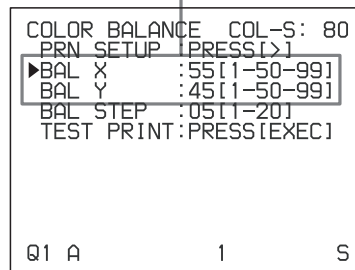 COLOR BALANCE COL-S: 80
PRN SETUP :PRESS[>]
▶BAL X :55[1-50-99]
BAL Y :45[1-50-99]
BAL STEP :05[1-20]
TEST PRINT:PRESS[EXEC]
Q1 A 1 S